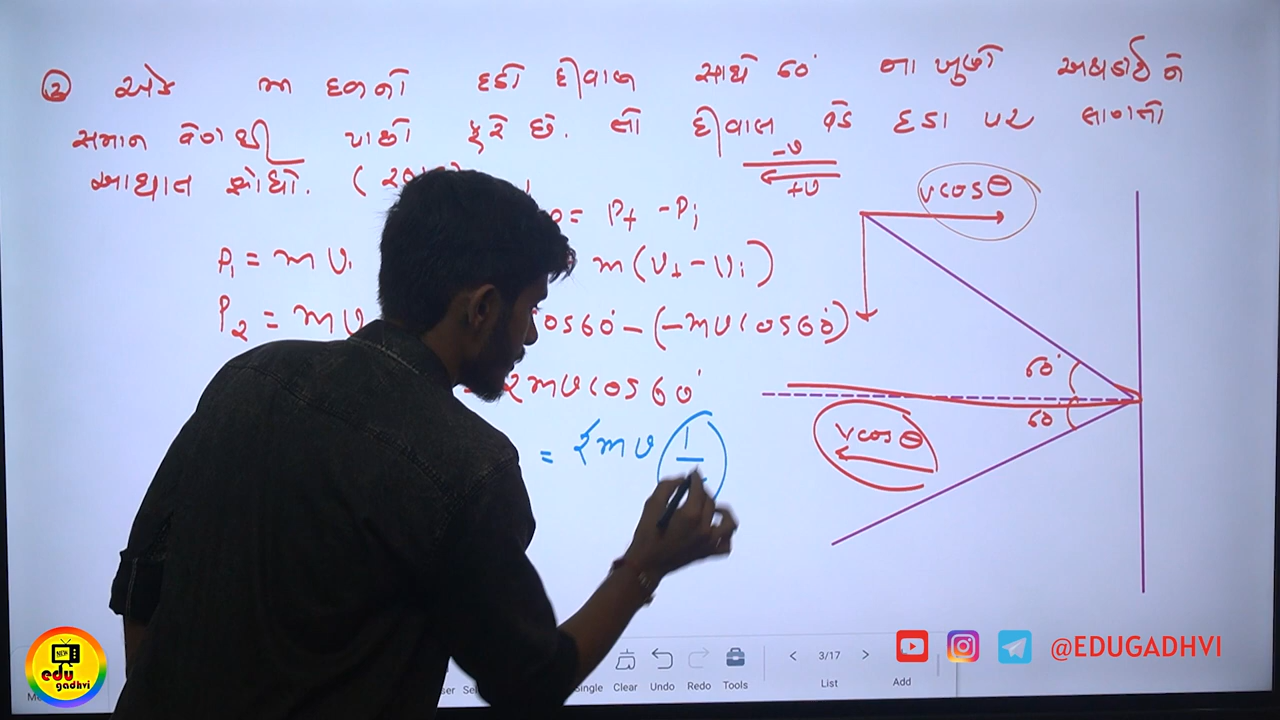 ② એક m દળનો દડો દીવાલ સાથે 60° ના ખુણે અથડાઈને
સમાન વેગથી પાછો ફરે છે. તો દીવાલ વડે દડા પર લાગતો
આઘાત શોધો.
-v
+v
vcosθ
= Pf - Pi
P₁ = mv₁
m(vf - vi)
P₂ = mv
cos60° - (-mvcos60°)
2mvcos60°
60°
60°
vcosθ
= 2mv 1
NEW
edu
gadhvi
Clear Undo Redo Tools
< 3/17 >
List
Add
@EDUGADHVI